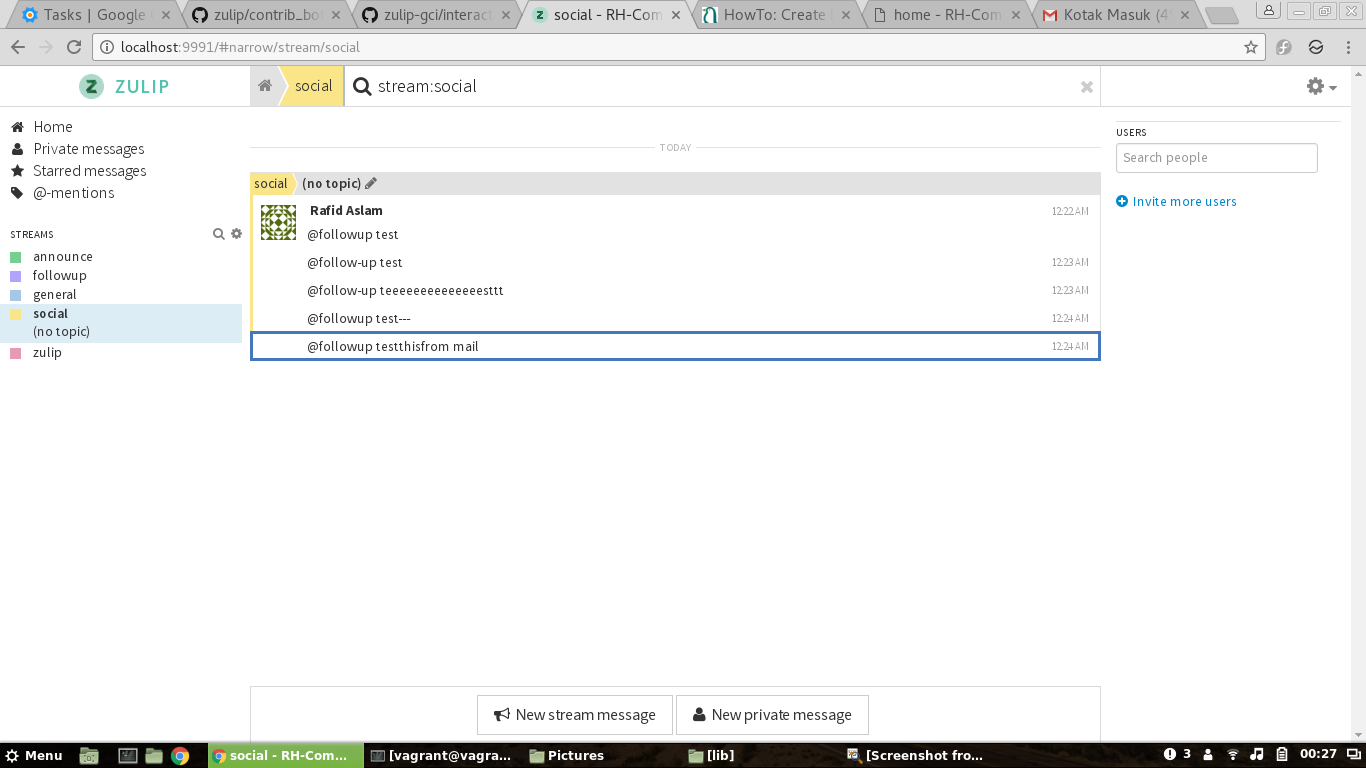 Tasks | Google
zulip/contrib_bo
zulip-gci/interac
social - RH-Com
HowTo: Create
home - RH-Com
Kotak Masuk (4
localhost:9991/#narrow/stream/social
ZULIP
social
stream:social
Home
Private messages
Starred messages
@-mentions
STREAMS
announce
followup
general
social
(no topic)
zulip
TODAY
social
(no topic)
Rafid Aslam
12:22 AM
@followup test
@follow-up test
12:23 AM
@follow-up teeeeeeeeeeeeeesttt
12:23 AM
@followup test---
12:24 AM
@followup testthisfrom mail
12:24 AM
USERS
Search people
Invite more users
New stream message
New private message
Menu
social - RH-Com...
[vagrant@vagra...
Pictures
[lib]
[Screenshot fro...
3
00:27